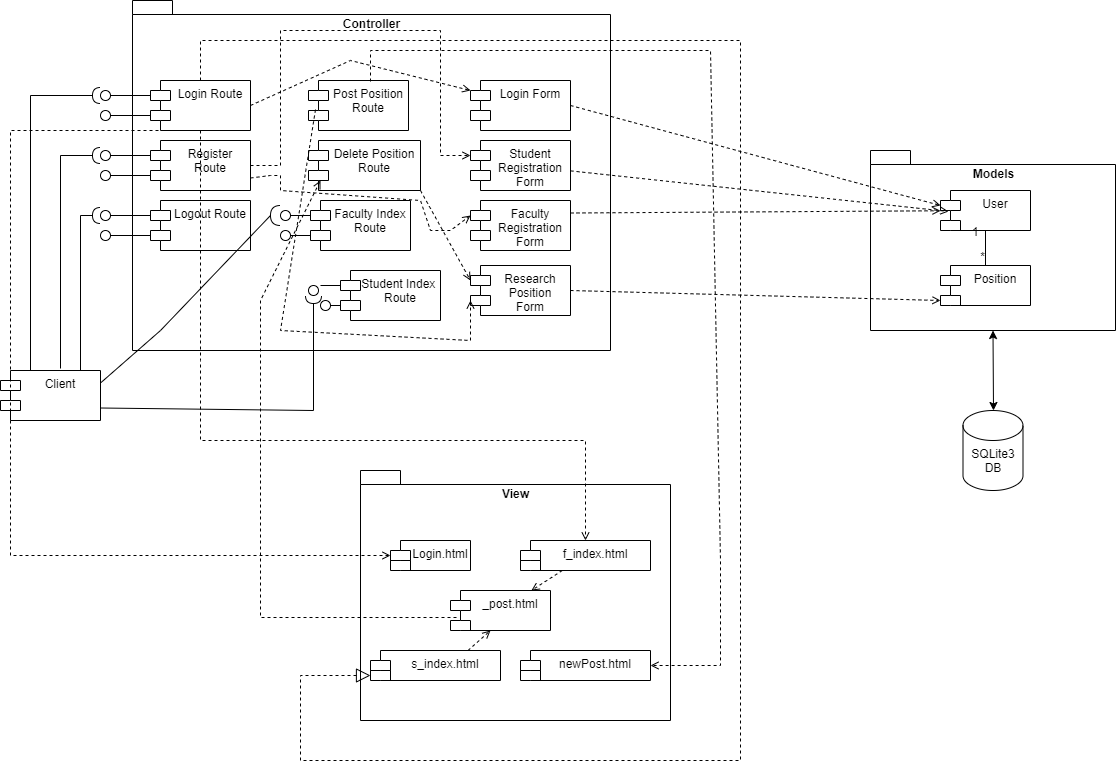 Controller
Login Route
Post Position
Route
Login Form
Register
Route
Delete Position
Route
Student
Registration
Form
Logout Route
Faculty Index
Route
Faculty
Registration
Form
Student Index
Route
Research
Position
Form
Models
User
1
*
Position
Client
SQLite3
DB
View
Login.html
f_index.html
_post.html
s_index.html
newPost.html